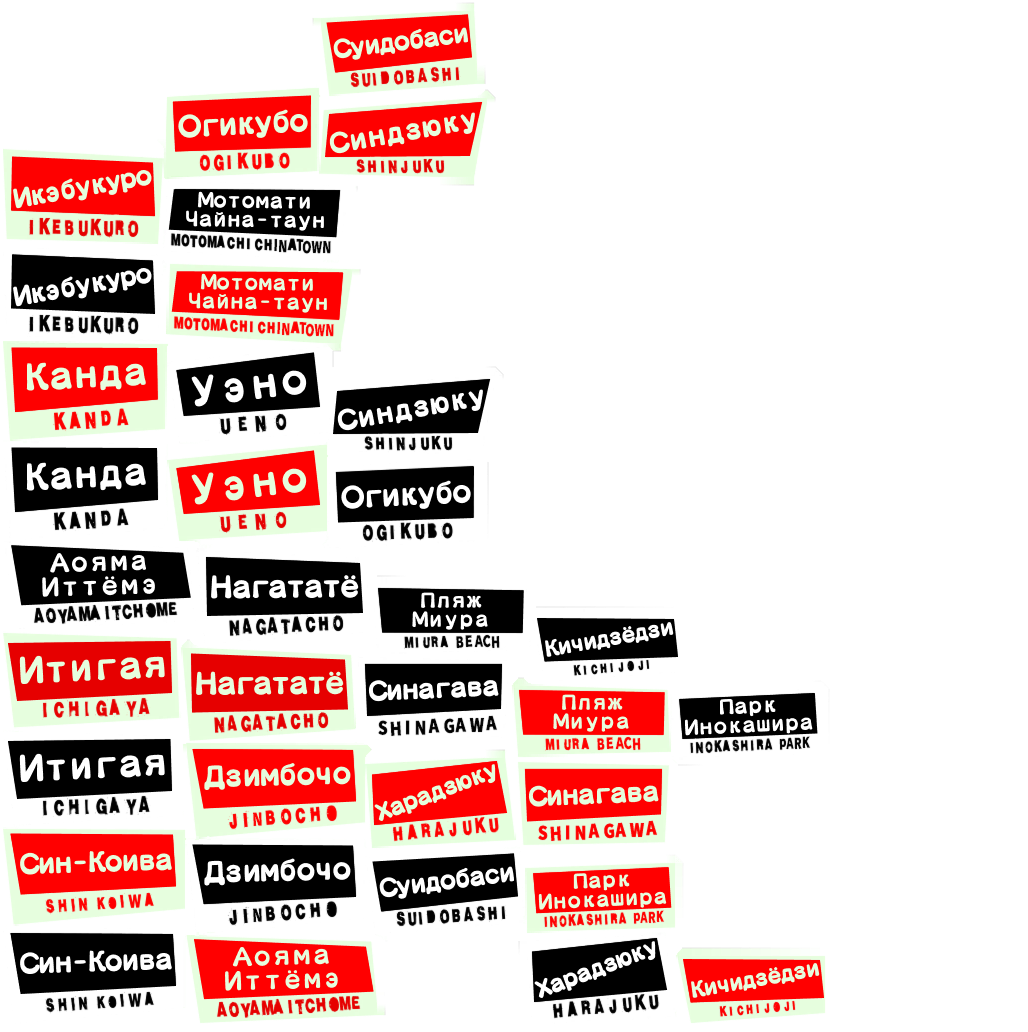 Суидобаси
SUIDOBASHI
Огикубо
OGIKUBO
Синдзюку
SHINJUKU
Икэбукуро
IKEBUKURO
Мотомати
Чайна-таун
MOTOMACHI CHINATOWN
Икэбукуро
IKEBUKURO
Мотомати
Чайна-таун
MOTOMACHI CHINATOWN
Канда
KANDA
Уэно
UENO
Синдзюку
SHINJUKU
Канда
KANDA
Уэно
UENO
Огикубо
OGIKUBO
Аояма
Иттёмэ
AOYAMA ITCHOME
Нагататё
NAGATACHO
Пляж
Миура
MIURA BEACH
Кичидзёдзи
KICHIJOJI
Итигая
ICHIGAYA
Нагататё
NAGATACHO
Синагава
SHINAGAWA
Пляж
Миура
MIURA BEACH
Парк
Инокашира
INOKASHIRA PARK
Итигая
ICHIGAYA
Дзимбочо
JINBOCHO
Харадзюку
HARAJUKU
Синагава
SHINAGAWA
Син-Коива
SHIN KOIWA
Дзимбочо
JINBOCHO
Суидобаси
SUIDOBASHI
Парк
Инокашира
INOKASHIRA PARK
Син-Коива
SHIN KOIWA
Аояма
Иттёмэ
AOYAMA ITCHOME
Харадзюку
HARAJUKU
Кичидзёдзи
KICHIJOJI